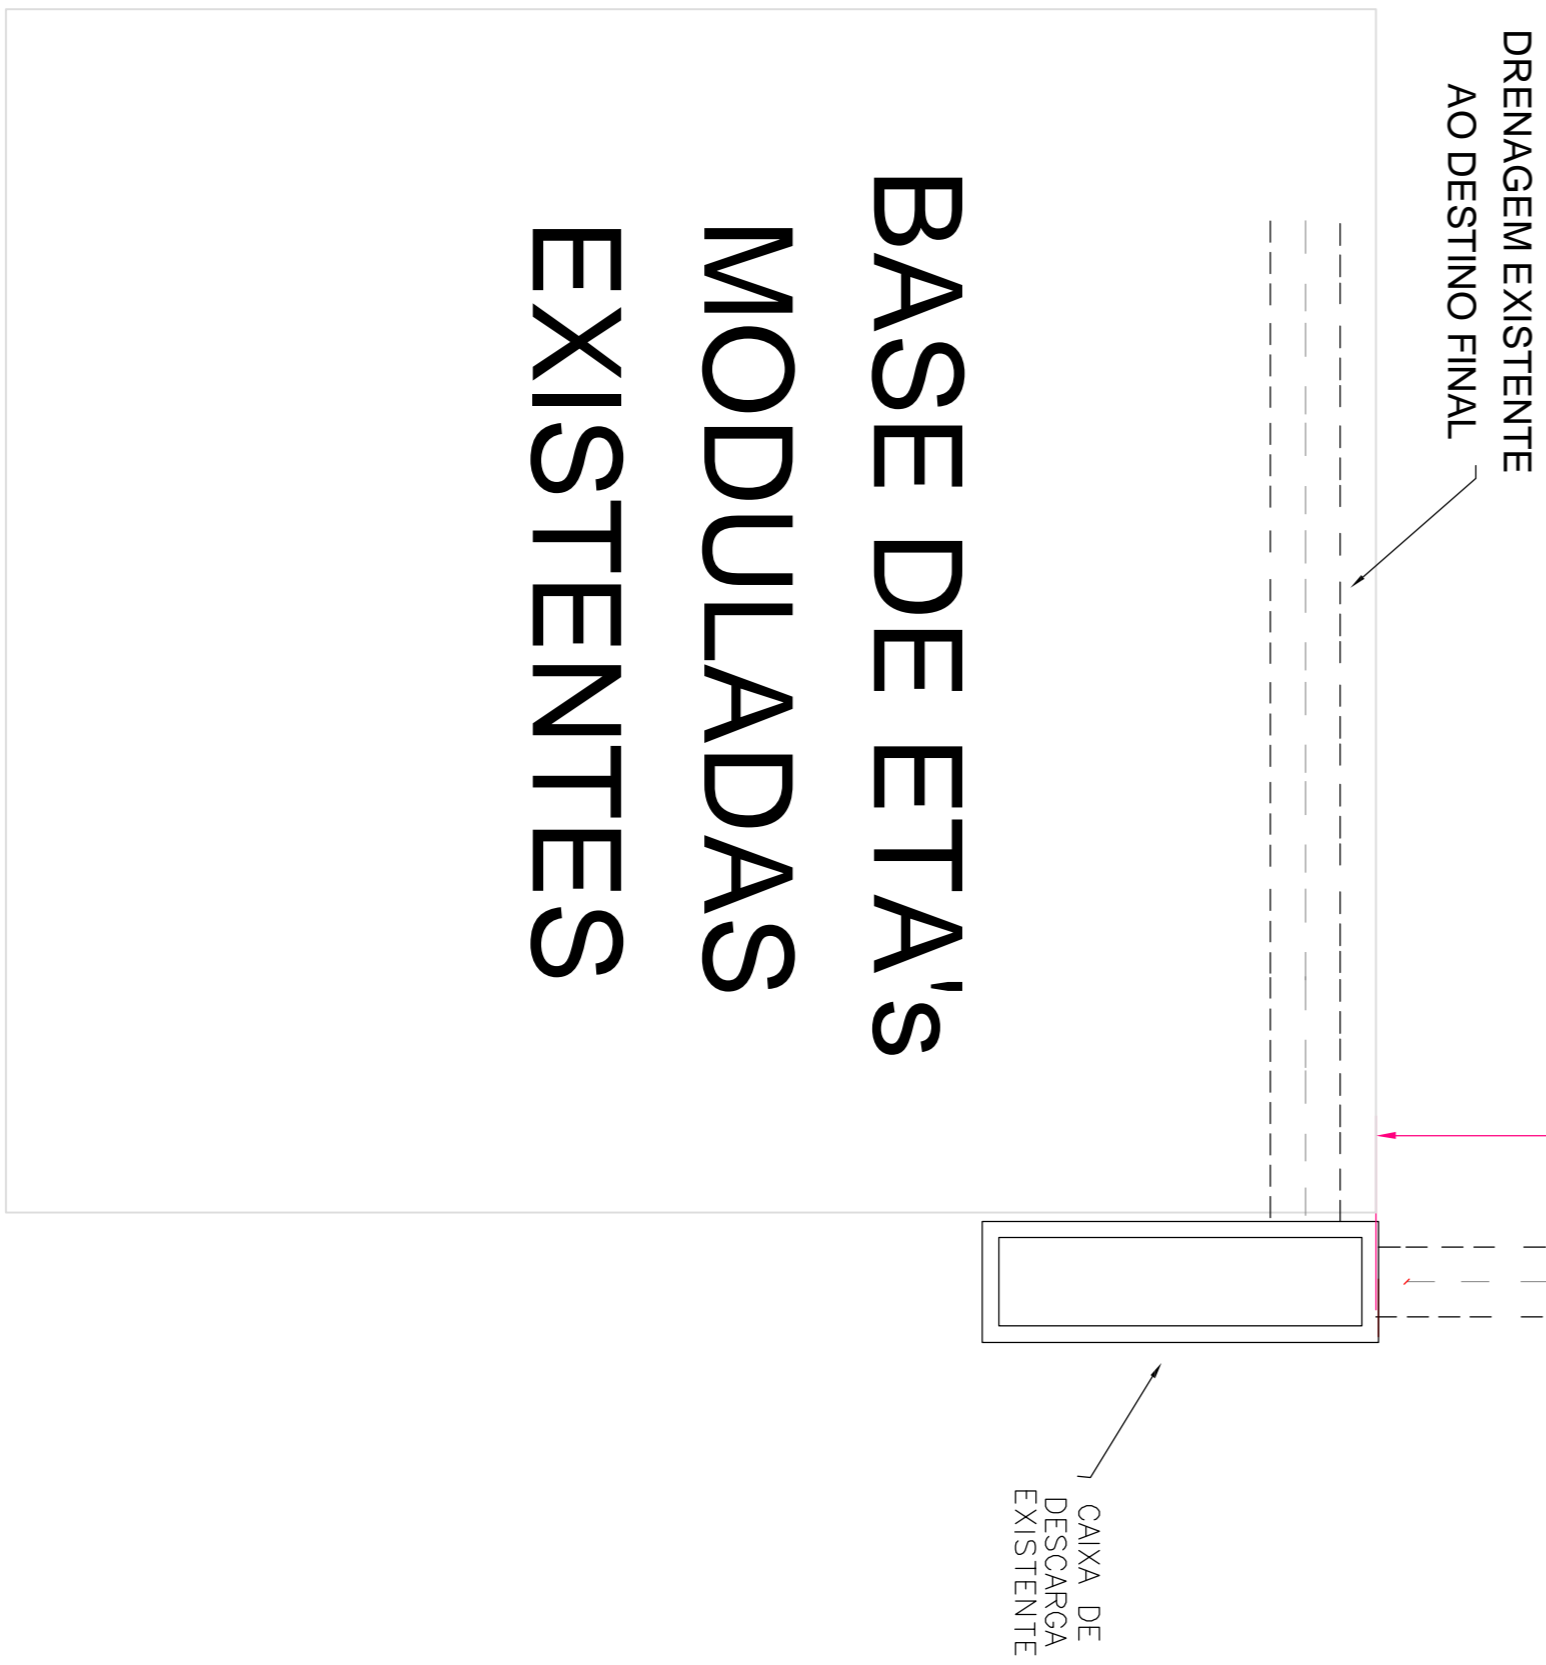 DRENAGEM EXISTENTE
AO DESTINO FINAL
BASE DE ETA's
MODULADAS
EXISTENTES
CAIXA DE
DESCARGA
EXISTENTE